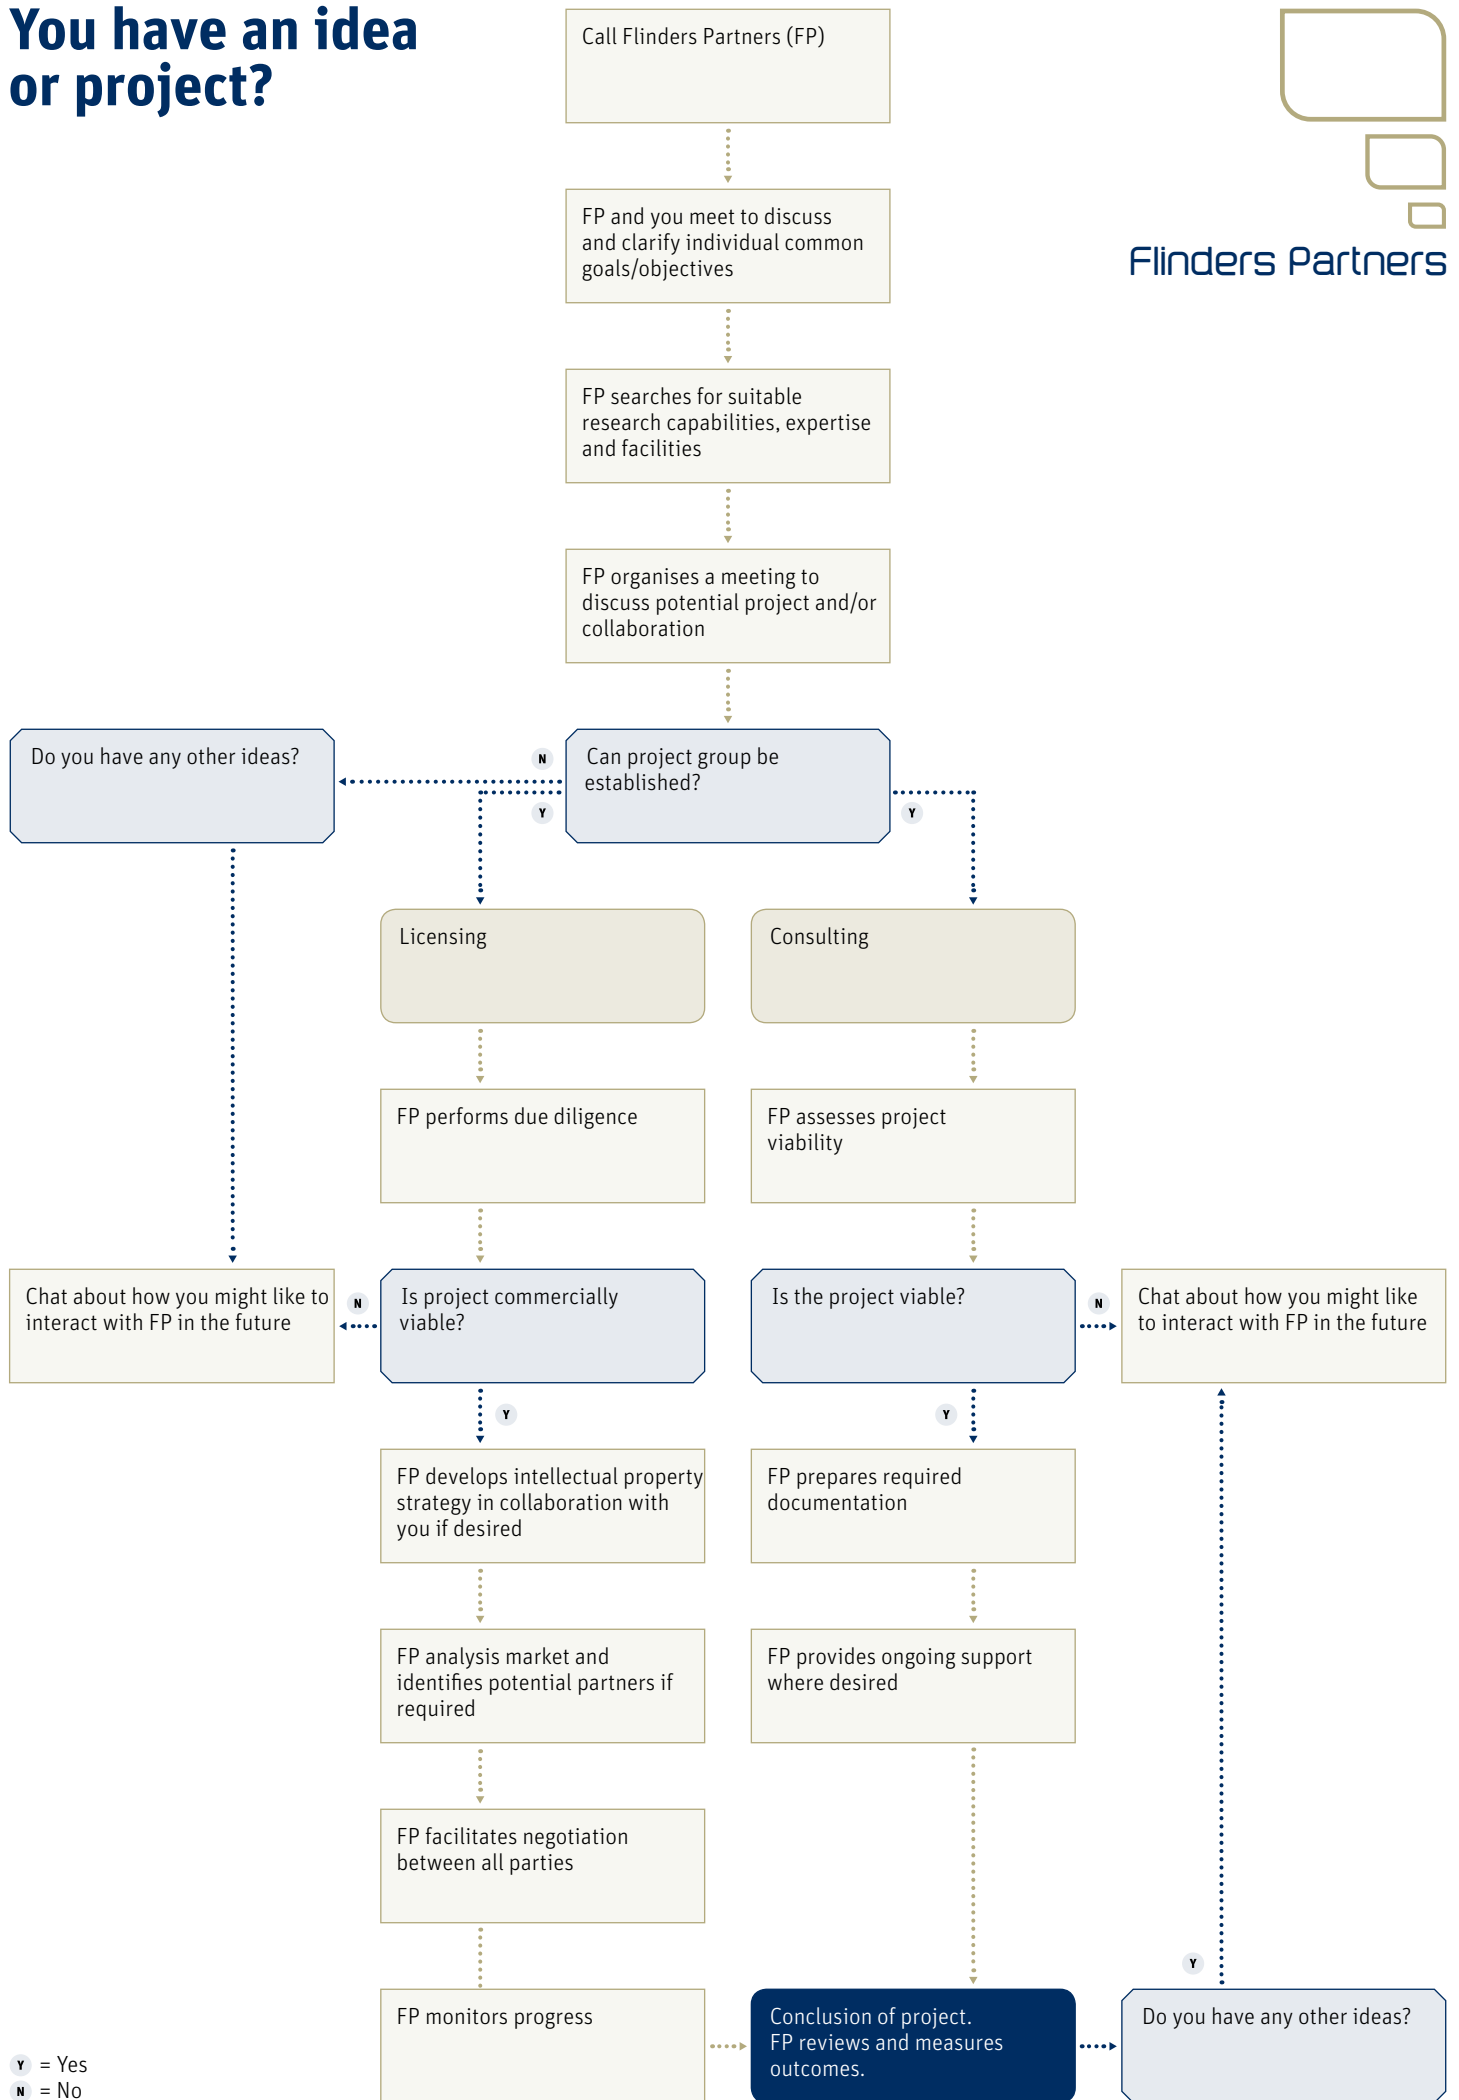 You have an idea
or project?
Call Flinders Partners (FP)
Flinders Partners
FP and you meet to discuss
and clarify individual common
goals/objectives
FP searches for suitable
research capabilities, expertise
and facilities
FP organises a meeting to
discuss potential project and/or
collaboration
Do you have any other ideas?
N
Y
Can project group be
established?
Y
Licensing
Consulting
FP performs due diligence
FP assesses project
viability
Chat about how you might like to
interact with FP in the future
N
Is project commercially
viable?
Is the project viable?
N
Chat about how you might like
to interact with FP in the future
Y
Y
FP develops intellectual property
strategy in collaboration with
you if desired
FP prepares required
documentation
FP analysis market and
identifies potential partners if
required
FP provides ongoing support
where desired
FP facilitates negotiation
between all parties
Y
FP monitors progress
Conclusion of project.
FP reviews and measures
outcomes.
Do you have any other ideas?
Y = Yes
N = No